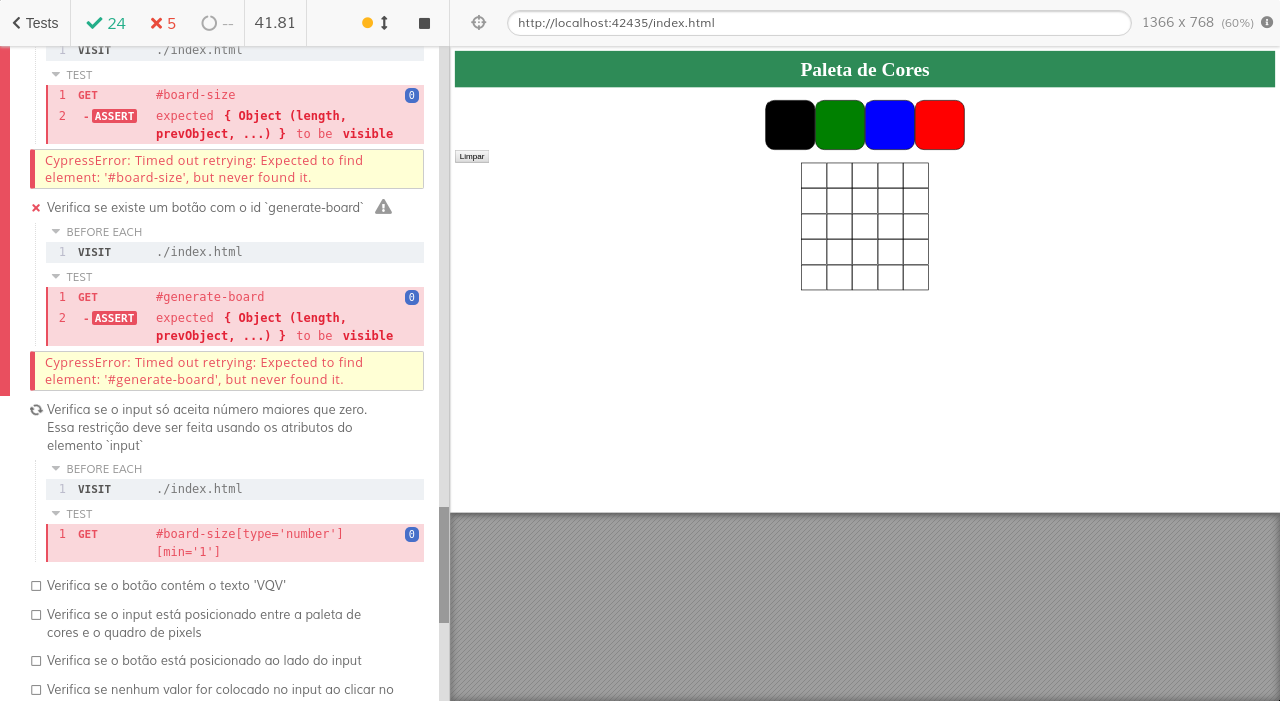 Tests 24 5 -- 41.81 http://localhost:42435/index.html 1366 x 768 (60%)
1 VISIT ./index.html
TEST
1 GET #board-size 0
2 -ASSERT expected { Object (length,
prevObject, ...) } to be visible
CypressError: Timed out retrying: Expected to find
element: '#board-size', but never found it.
Verifica se existe um botão com o id `generate-board`
BEFORE EACH
1 VISIT ./index.html
TEST
1 GET #generate-board 0
2 -ASSERT expected { Object (length,
prevObject, ...) } to be visible
CypressError: Timed out retrying: Expected to find
element: '#generate-board', but never found it.
Verifica se o input só aceita número maiores que zero.
Essa restrição deve ser feita usando os atributos do
elemento `input`
BEFORE EACH
1 VISIT ./index.html
TEST
1 GET #board-size[type='number'] 0
[min='1']
Verifica se o botão contém o texto 'VQV'
Verifica se o input está posicionado entre a paleta de
cores e o quadro de pixels
Verifica se o botão está posicionado ao lado do input
Verifica se nenhum valor for colocado no input ao clicar no
Paleta de Cores
Limpar